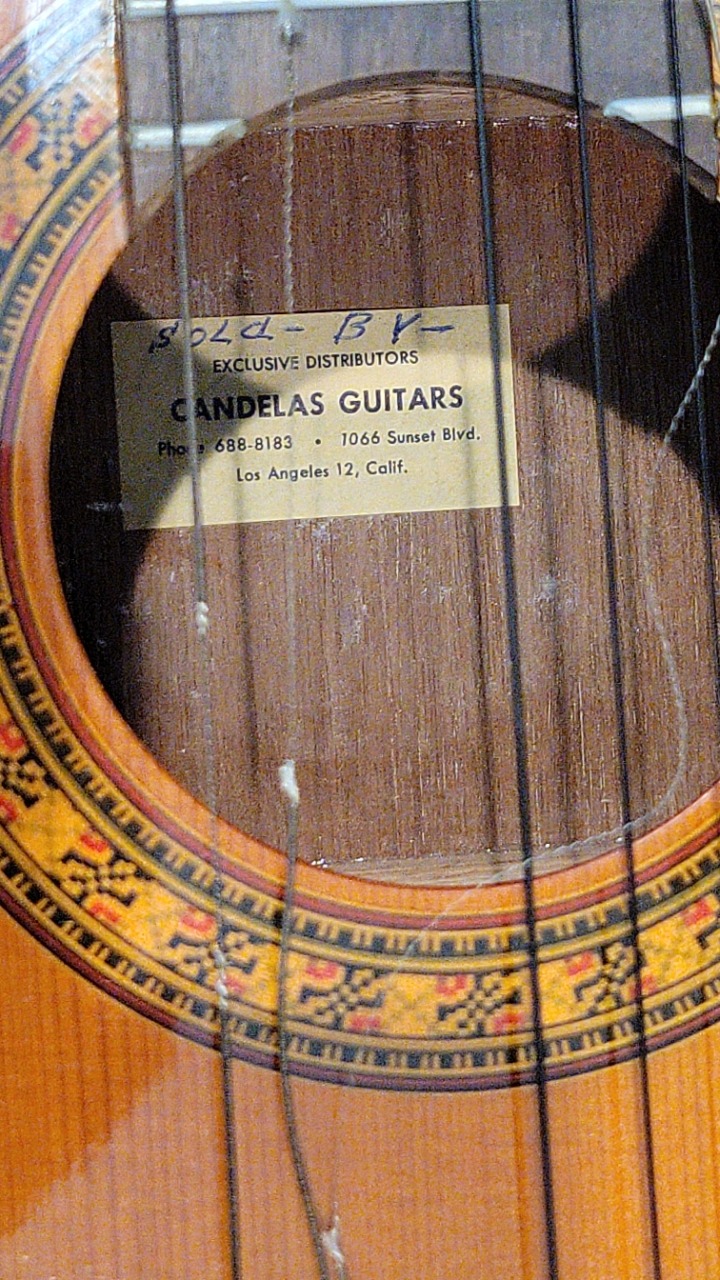 SOLD - BY -
EXCLUSIVE DISTRIBUTORS
CANDELAS GUITARS
Phone 688-8183 • 1066 Sunset Blvd.
Los Angeles 12, Calif.